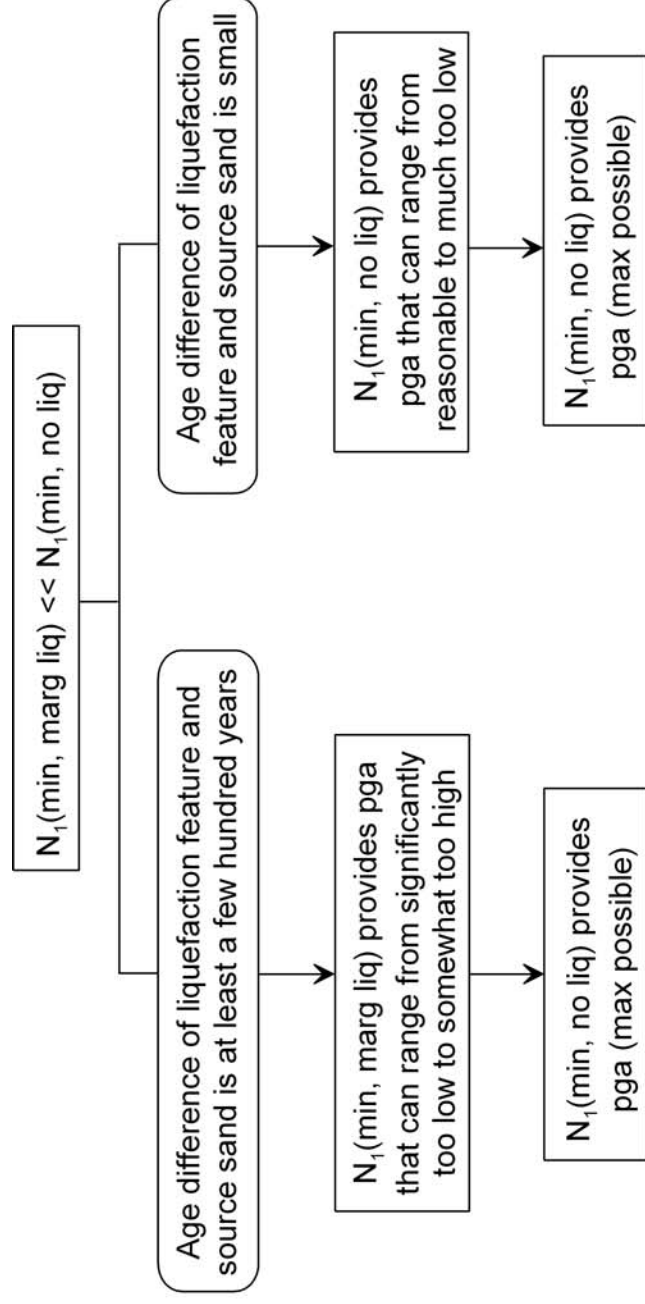 N₁(min, marg liq) << N₁(min, no liq)
Age difference of liquefaction feature and
source sand is at least a few hundred years
N₁(min, marg liq) provides pga
that can range from significantly
too low to somewhat too high
N₁(min, no liq) provides
pga (max possible)
Age difference of liquefaction
feature and source sand is small
N₁(min, no liq) provides
pga that can range from
reasonable to much too low
N₁(min, no liq) provides
pga (max possible)